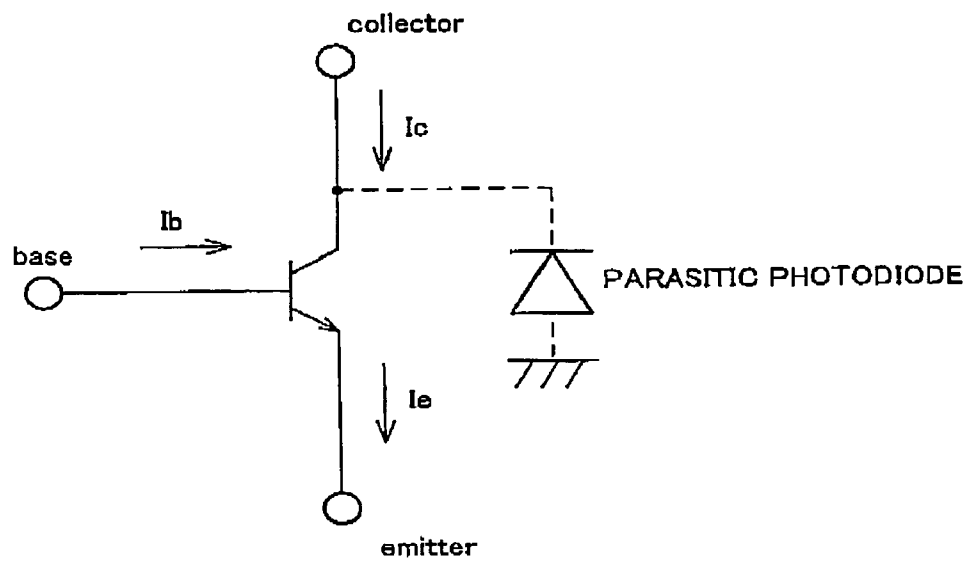 collector
Ic
Ib
base
PARASITIC PHOTODIODE
Ie
emitter